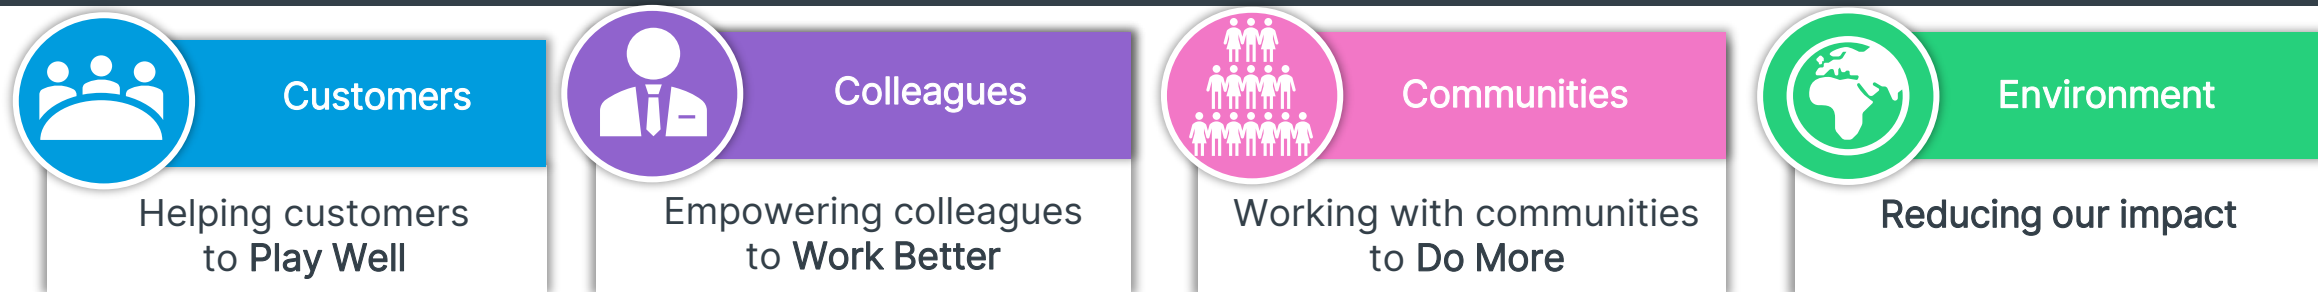 Customers
Helping customers
to Play Well
Colleagues
Empowering colleagues
to Work Better
Communities
Working with communities
to Do More
Environment
Reducing our impact